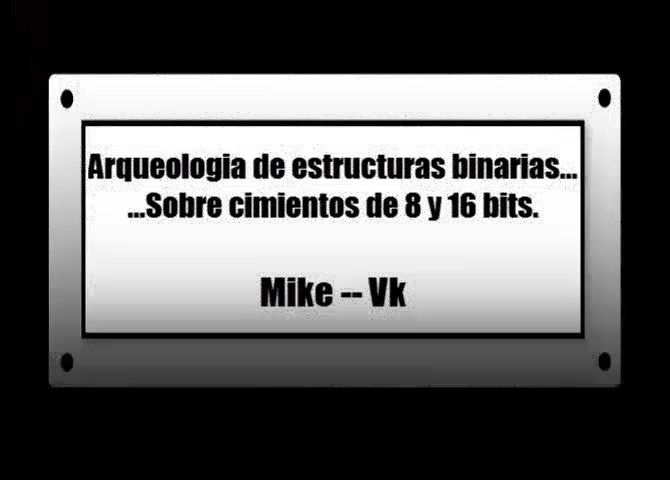 Arqueologia de estructuras binarias...
...Sobre cimientos de 8 y 16 bits.
Mike -- Vk